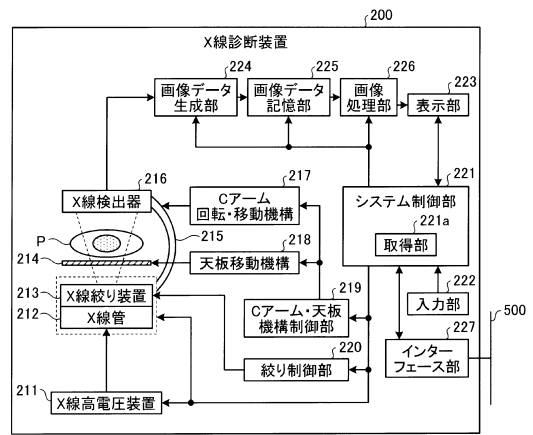 200
X線診断装置
224
225
226
223
画像データ
生成部
画像データ
記憶部
画像
処理部
表示部
216
X線検出器
217
Cアーム
回転・移動機構
221
システム制御部
221a
取得部
P
215
214
218
天板移動機構
213
X線絞り装置
212
X線管
219
Cアーム・天板
機構制御部
222
入力部
500
220
絞り制御部
227
インター
フェース部
211
X線高電圧装置